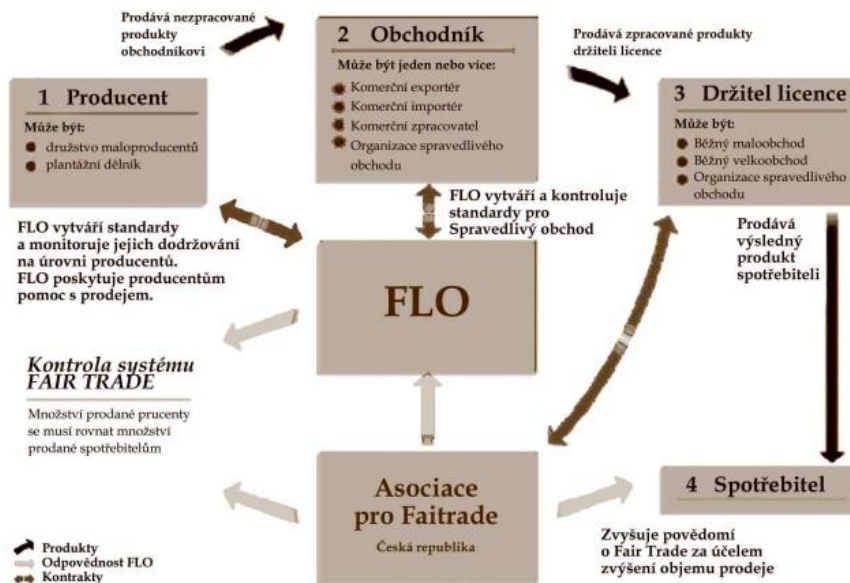 Prodává nezpracované
produkty
obchodníkovi
2 Obchodník
Může být jeden nebo více:
Komerční exportér
Komerční importér
Komerční zpracovatel
Organizace spravedlivého
obchodu
Prodává zpracované produkty
držiteli licence
1 Producent
Může být:
družstvo maloproducentů
plantážní dělník
3 Držitel licence
Může být:
Běžný maloobchod
Běžný velkoobchod
Organizace spravedlivého
obchodu
FLO vytváří standardy
a monitoruje jejich dodržování
na úrovni producentů.
FLO poskytuje producentům
pomoc s prodejem.
FLO vytváří a kontroluje
standardy pro
Spravedlivý obchod
Prodává
výsledný
produkt
spotřebiteli
FLO
Kontrola systému
FAIR TRADE
Množství prodané prucenty
se musí rovnat množství
prodané spotřebitelům
Asociace
pro Faitrade
Česká republika
4 Spotřebitel
Zvyšuje povědomí
o Fair Trade za účelem
zvýšení objemu prodeje
Produkty
Odpovědnost FLO
Kontrakty